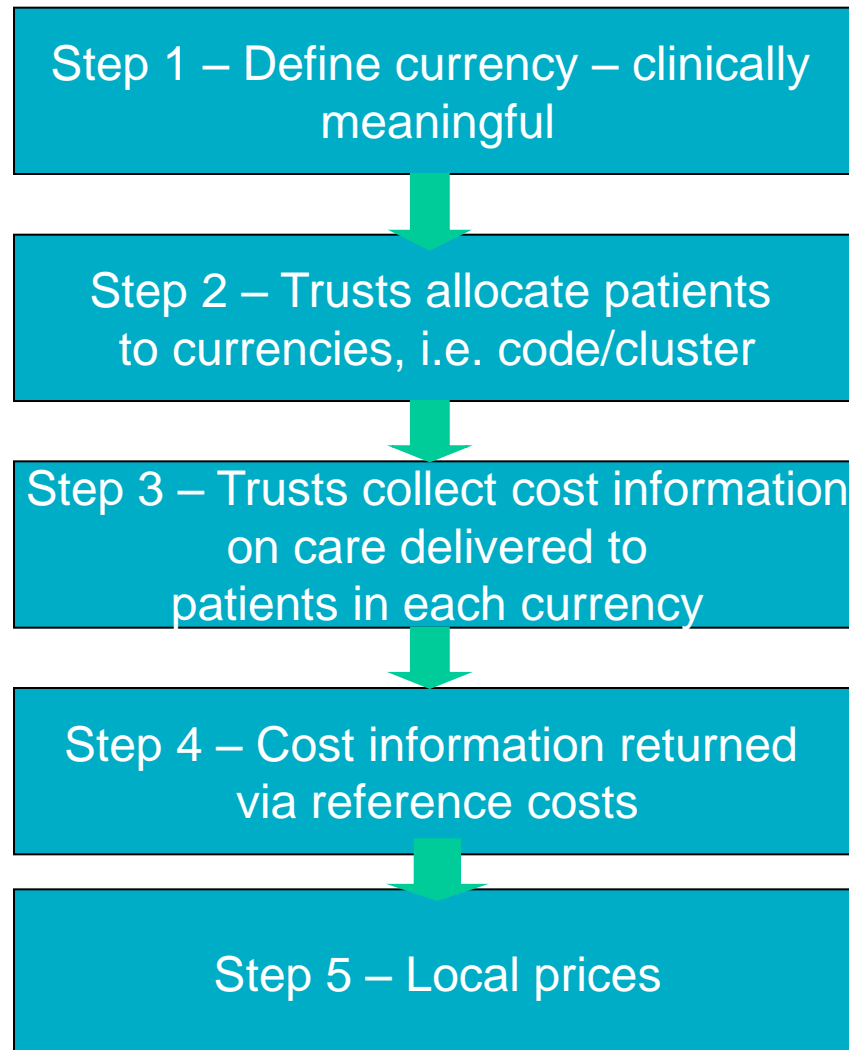 Step 1 – Define currency – clinically
meaningful
Step 2 – Trusts allocate patients
to currencies, i.e. code/cluster
Step 3 – Trusts collect cost information
on care delivered to
patients in each currency
Step 4 – Cost information returned
via reference costs
Step 5 – Local prices